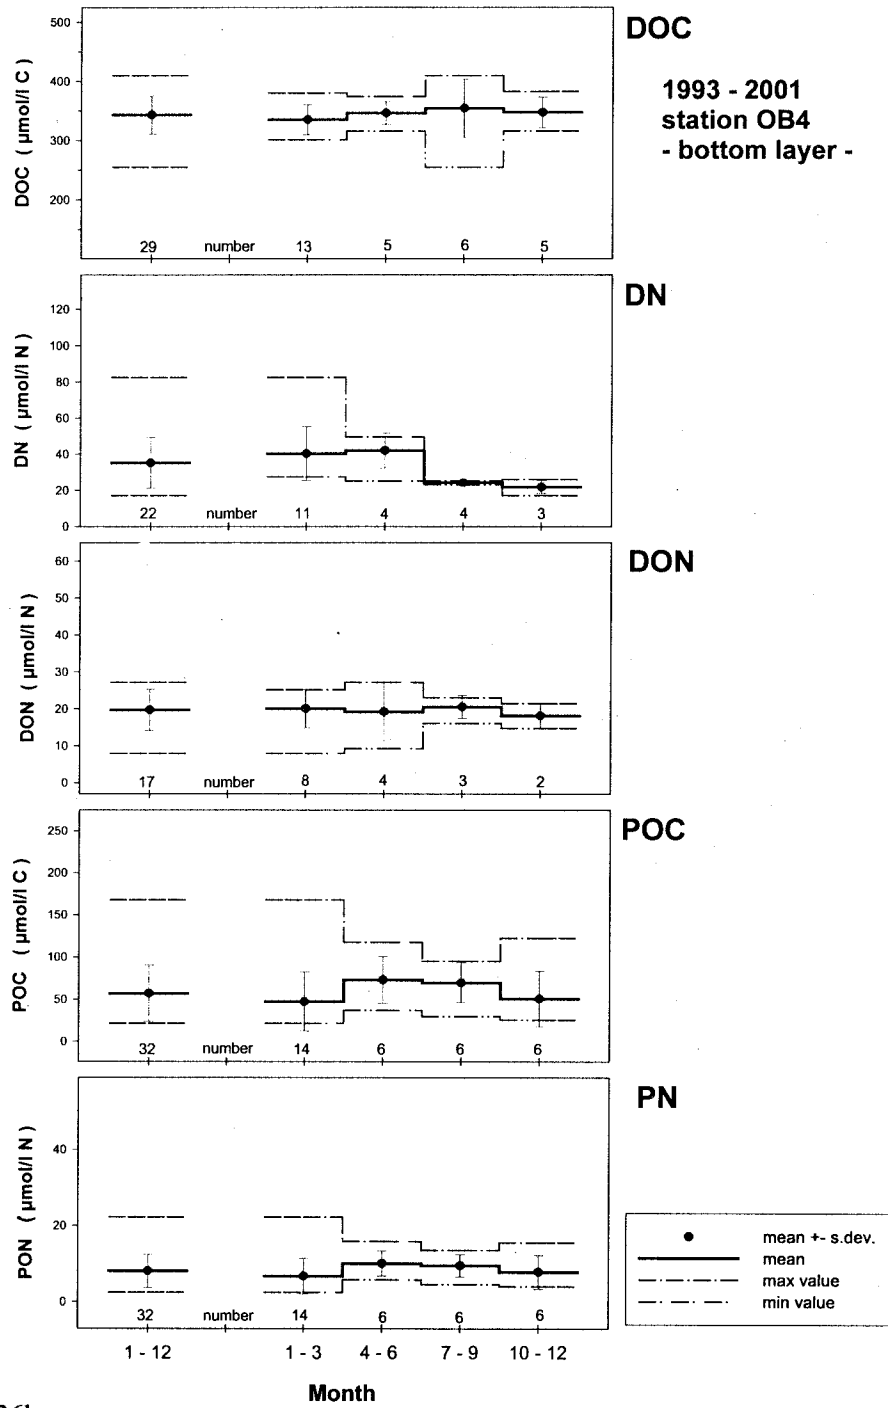 DOC
1993 - 2001
station OB4
- bottom layer -
DOC ( µmol/l C )
500
400
300
200
29 number 13 5 6 5
DN
DN ( µmol/l N )
120
100
80
60
40
20
0
22 number 11 4 4 3
DON
DON ( µmol/l N )
60
50
40
30
20
10
0
17 number 8 4 3 2
POC
POC ( µmol/l C )
250
200
150
100
50
0
32 number 14 6 6 6
PN
PON ( µmol/l N )
40
20
0
32 number 14 6 6 6
1 - 12 1 - 3 4 - 6 7 - 9 10 - 12
Month
mean +- s.dev.
mean
max value
min value